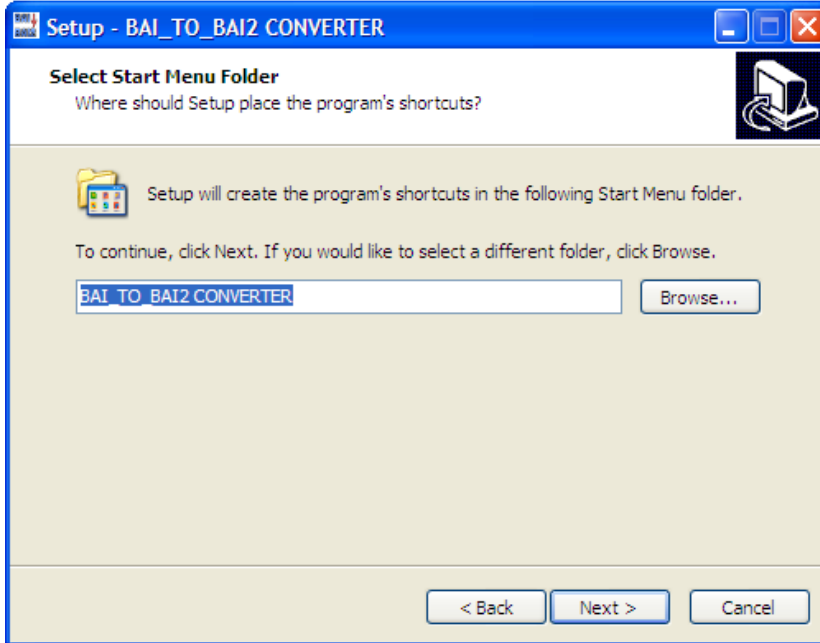 Setup - BAI_TO_BAI2 CONVERTER
Select Start Menu Folder
Where should Setup place the program's shortcuts?
Setup will create the program's shortcuts in the following Start Menu folder.
To continue, click Next. If you would like to select a different folder, click Browse.
BAI_TO_BAI2 CONVERTER
Browse...
< Back
Next >
Cancel